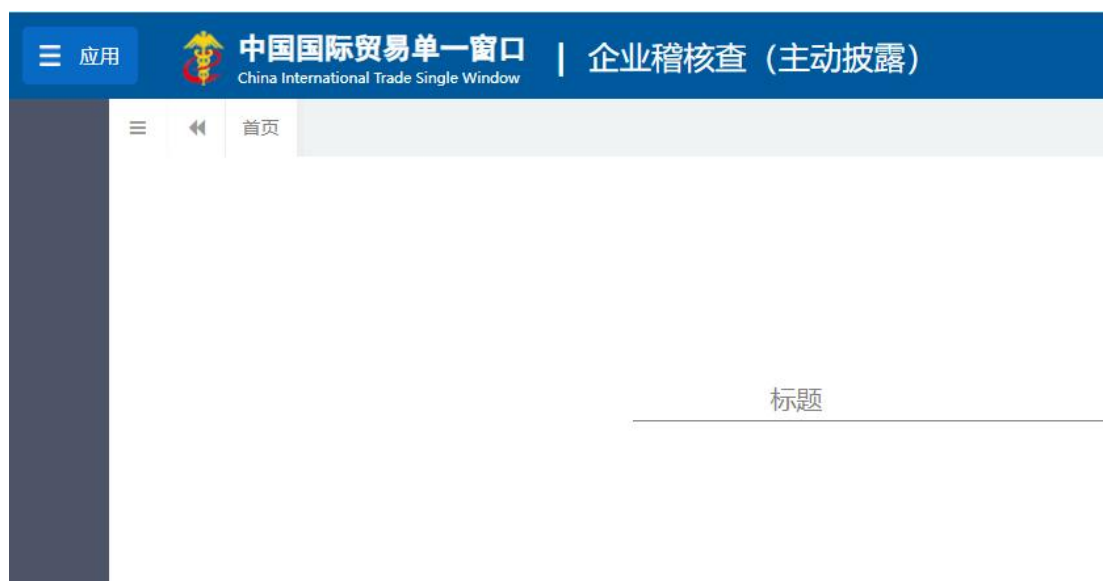 应用
中国国际贸易单一窗口 | 企业稽核查（主动披露）
China International Trade Single Window
首页
标题